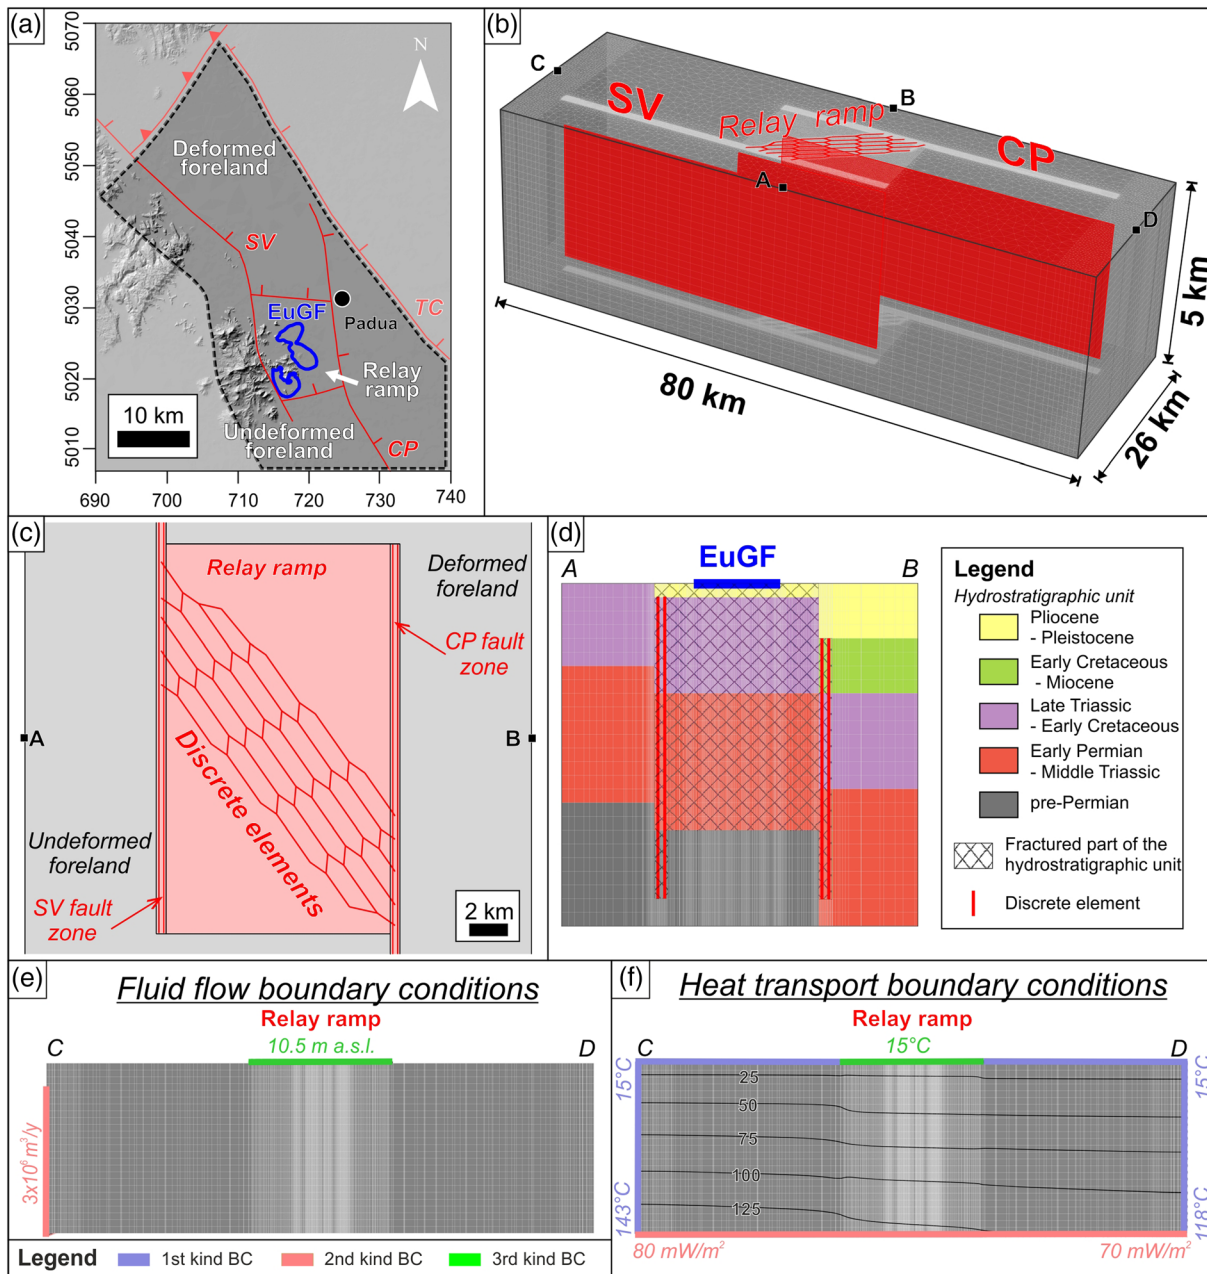 (a)
5070
5060
5050
5040
5030
5020
5010
690
700
710
720
730
740
N
Deformed
foreland
SV
EuGF
Padua
TC
Relay
ramp
10 km
Undeformed
foreland
CP
(b)
C
SV
B
Relay ramp
CP
A
D
5 km
80 km
26 km
(c)
Relay ramp
Deformed
foreland
CP fault
zone
A
B
Discrete elements
Undeformed
foreland
SV fault
zone
2 km
(d)
EuGF
A
B
Legend
Hydrostratigraphic unit
Pliocene
- Pleistocene
Early Cretaceous
- Miocene
Late Triassic
- Early Cretaceous
Early Permian
- Middle Triassic
pre-Permian
Fractured part of the
hydrostratigraphic unit
Discrete element
(e)
Fluid flow boundary conditions
Relay ramp
C
10.5 m a.s.l.
D
3x10⁶ m³/y
Legend
1st kind BC
2nd kind BC
3rd kind BC
(f)
Heat transport boundary conditions
Relay ramp
C
15°C
D
15°C
15°C
25
50
75
100
125
143°C
118°C
80 mW/m²
70 mW/m²